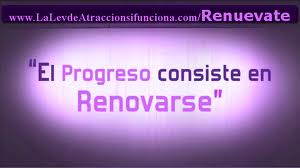 www.LaLeydeAtraccionsifunciona.com/Renuevate
"El Progreso consiste en
Renovarse"